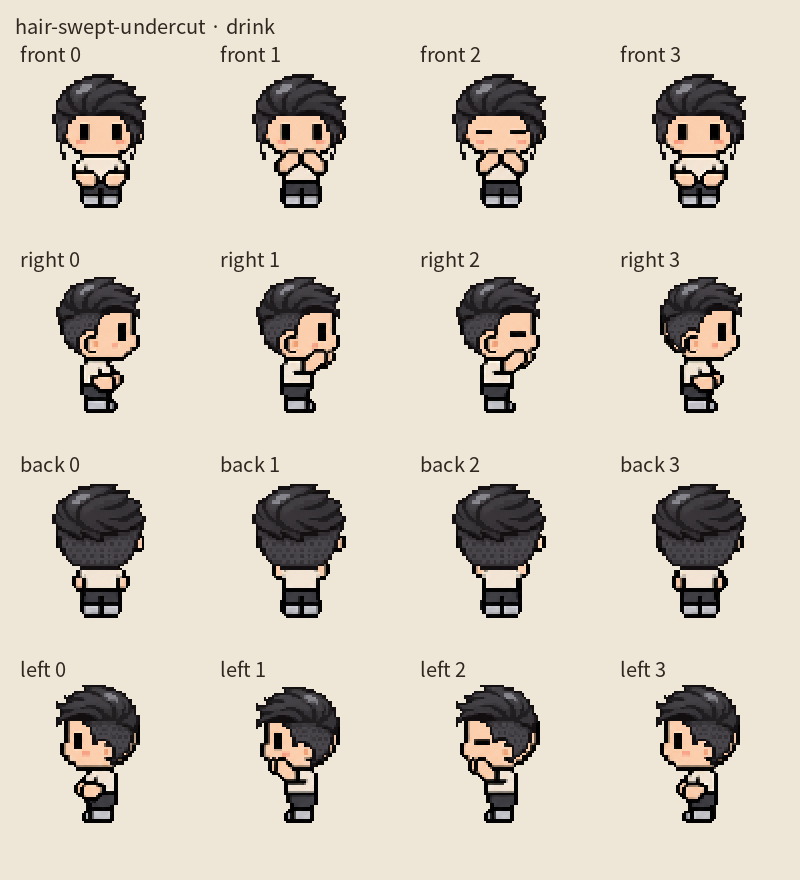 hair-swept-undercut · drink
front 0 front 1 front 2 front 3
right 0 right 1 right 2 right 3
back 0 back 1 back 2 back 3
left 0 left 1 left 2 left 3